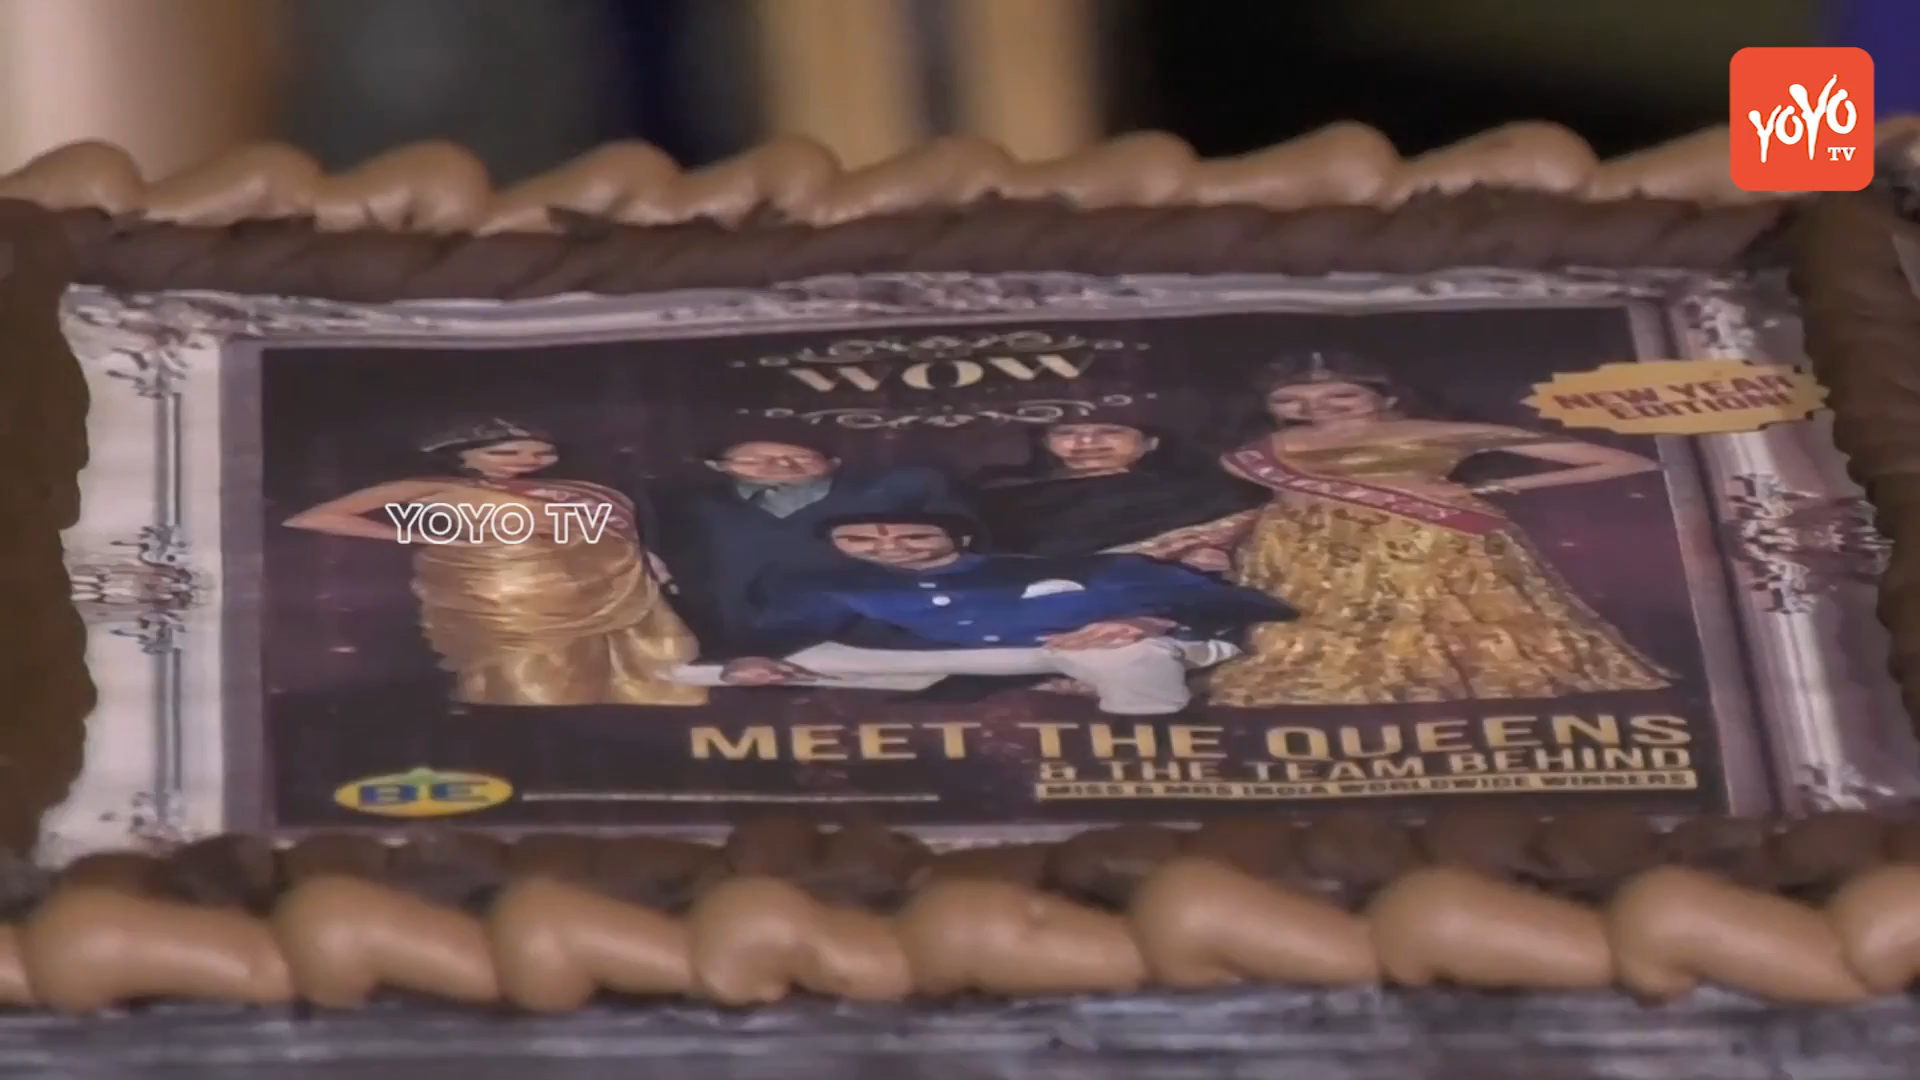 YOYO
TV
WOW
NEW YEAR
EDITION!
YOYO TV
MEET THE QUEENS
& THE TEAM BEHIND
MISS & MRS INDIA WORLDWIDE WINNERS
BE